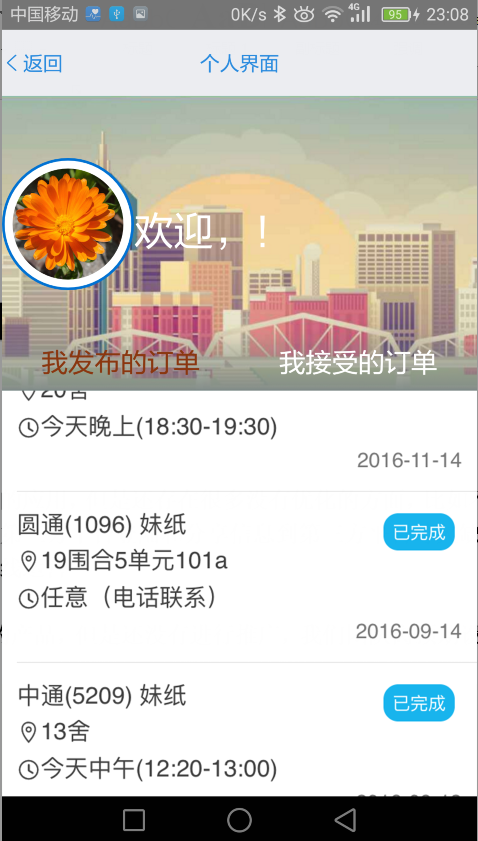 中国移动 0K/s 4G 95 23:08
返回 个人界面
欢迎，！
我发布的订单 我接受的订单
今天晚上(18:30-19:30)
2016-11-14
圆通(1096) 妹纸 已完成
19围合5单元101a
任意（电话联系）
2016-09-14
中通(5209) 妹纸 已完成
13舍
今天中午(12:20-13:00)